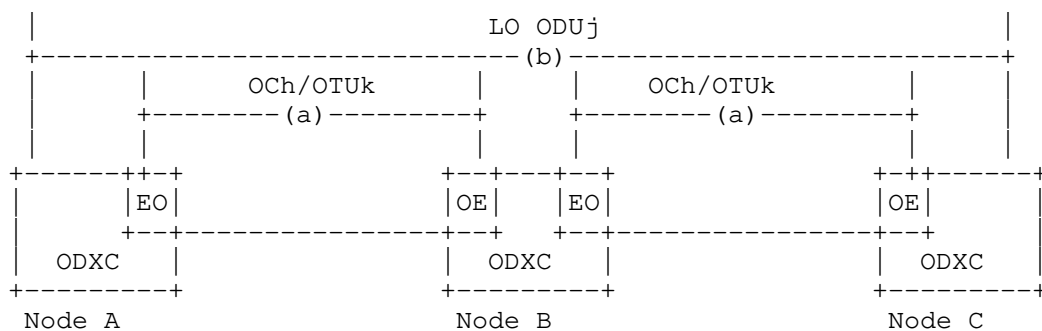 LO ODUj
(b)
OCh/OTUk OCh/OTUk
(a) (a)
EO OE EO OE
ODXC ODXC ODXC
Node A Node B Node C